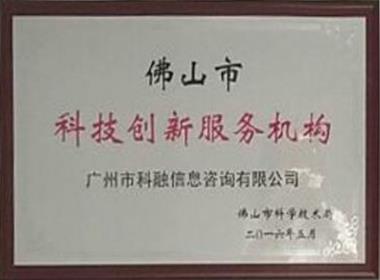 佛山市
科技创新服务机构
广州市科融信息咨询有限公司
佛山市科学技术局
二〇一六年五月